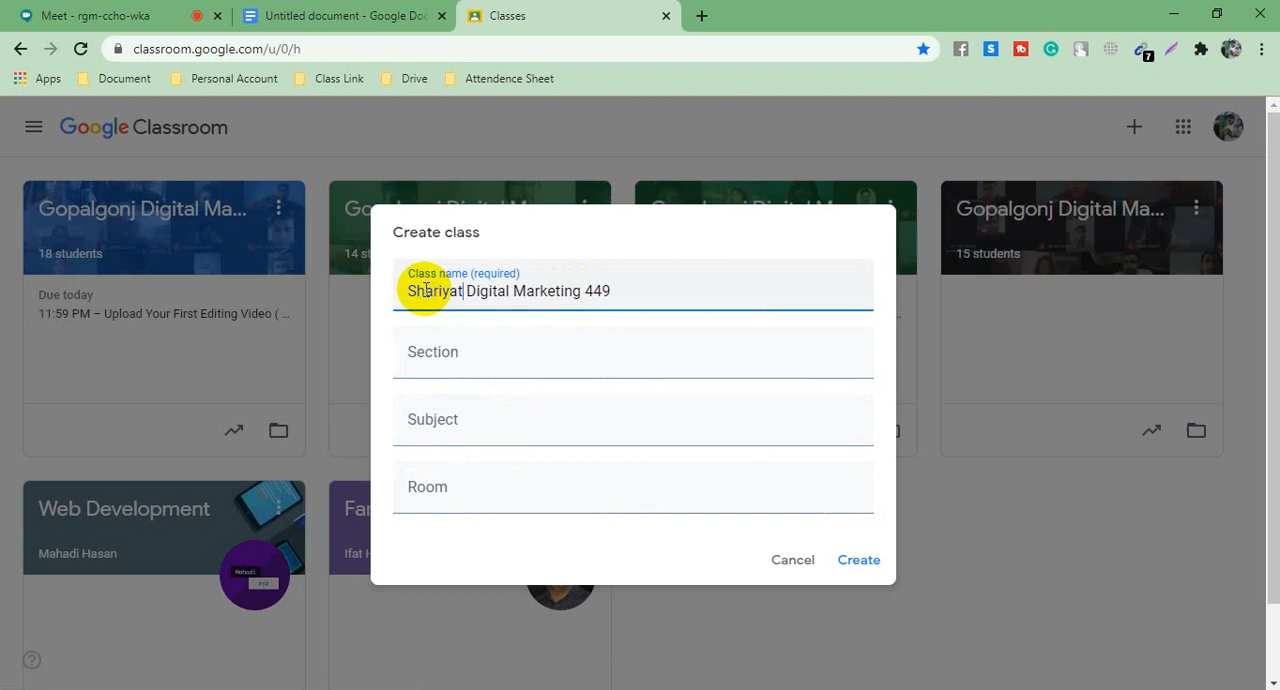 Meet - rgm-ccho-wka
Untitled document - Google Doc
Classes
classroom.google.com/u/0/h
7
Apps
Document
Personal Account
Class Link
Drive
Attendence Sheet
Google Classroom
Gopalgonj Digital Ma...
18 students
14 st
Gopalgonj Digital Ma...
15 students
Due today
11:59 PM – Upload Your First Editing Video ( ...
Create class
Class name (required)
Shariyat Digital Marketing 449
Section
Subject
Room
Cancel
Create
Web Development
Mahadi Hasan
Mahadi
Ifat H